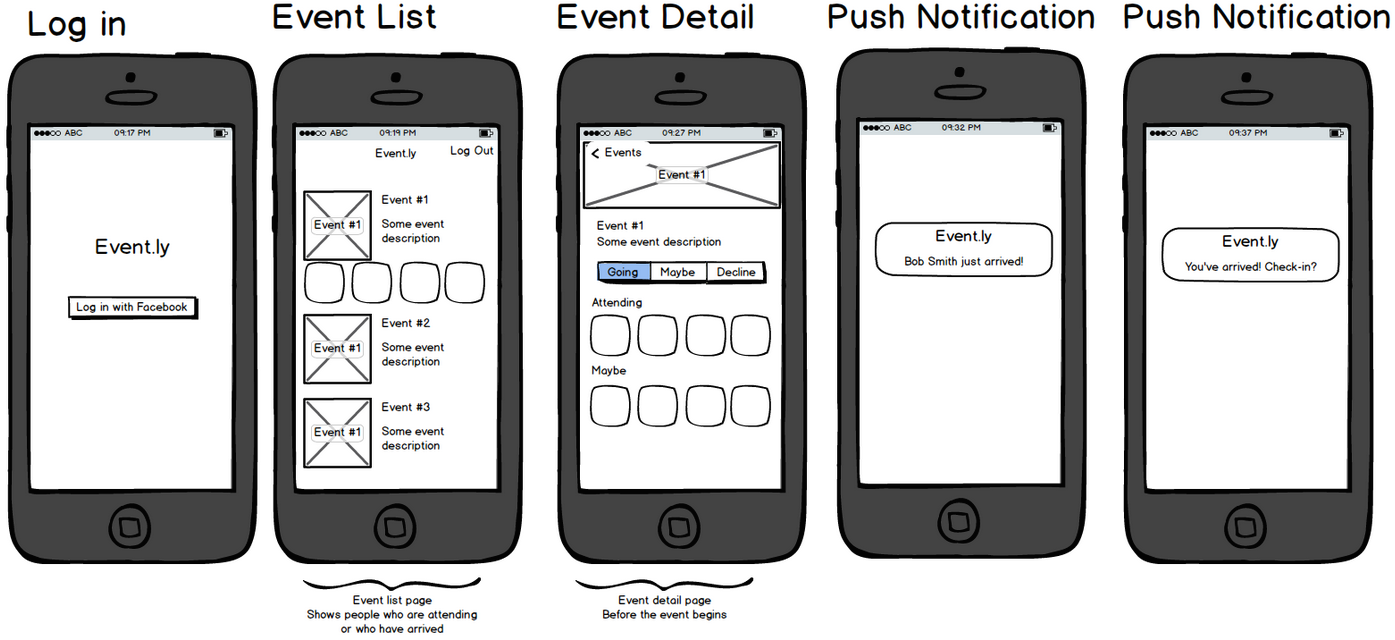 Log in
Event List
Event Detail
Push Notification
Push Notification
ABC 09:17 PM
Event.ly
Log in with Facebook
ABC 09:19 PM
Event.ly Log Out
Event #1
Event #1
Some event
description
Event #1
Event #2
Some event
description
Event #1
Event #3
Some event
description
Event list page
Shows people who are attending
or who have arrived
ABC 09:27 PM
Events
Event #1
Event #1
Some event description
Going Maybe Decline
Attending
Maybe
Event detail page
Before the event begins
ABC 09:32 PM
Event.ly
Bob Smith just arrived!
ABC 09:37 PM
Event.ly
You've arrived! Check-in?